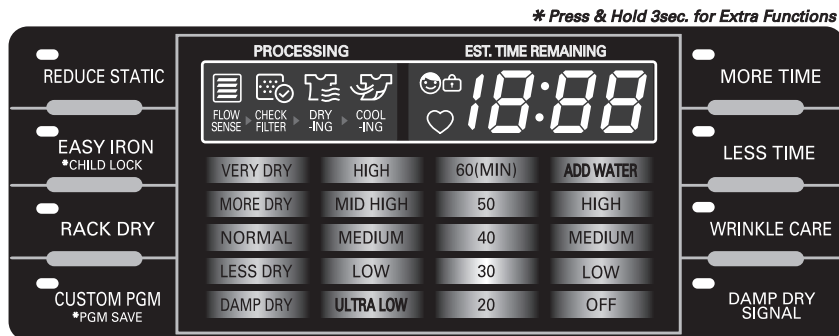 * Press & Hold 3sec. for Extra Functions
REDUCE STATIC
EASY IRON
*CHILD LOCK
RACK DRY
CUSTOM PGM
*PGM SAVE
PROCESSING
EST. TIME REMAINING
FLOW SENSE
CHECK FILTER
DRY -ING
COOL -ING
18:88
VERY DRY HIGH 60(MIN) ADD WATER
MORE DRY MID HIGH 50 HIGH
NORMAL MEDIUM 40 MEDIUM
LESS DRY LOW 30 LOW
DAMP DRY ULTRA LOW 20 OFF
MORE TIME
LESS TIME
WRINKLE CARE
DAMP DRY
SIGNAL